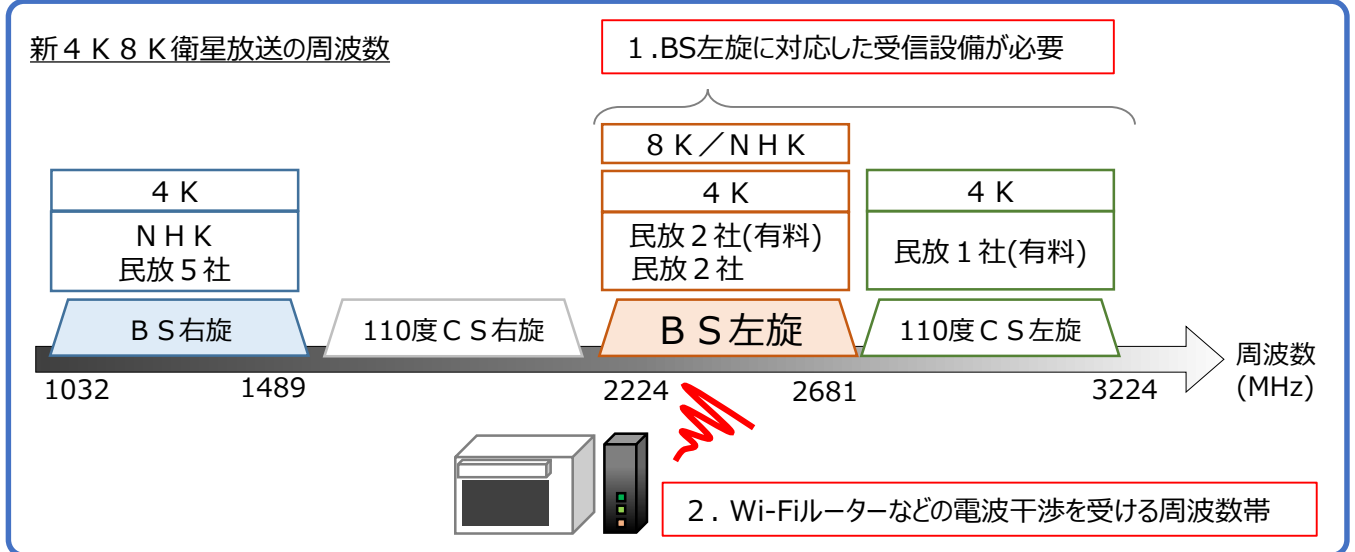 新４Ｋ８Ｋ衛星放送の周波数
１.BS左旋に対応した受信設備が必要
８Ｋ／ＮＨＫ
４Ｋ
４Ｋ
４Ｋ
ＮＨＫ
民放５社
民放２社(有料)
民放２社
民放１社(有料)
ＢＳ右旋
110度ＣＳ右旋
ＢＳ左旋
110度ＣＳ左旋
周波数
(MHz)
1032
1489
2224
2681
3224
２. Wi-Fiルーターなどの電波干渉を受ける周波数帯